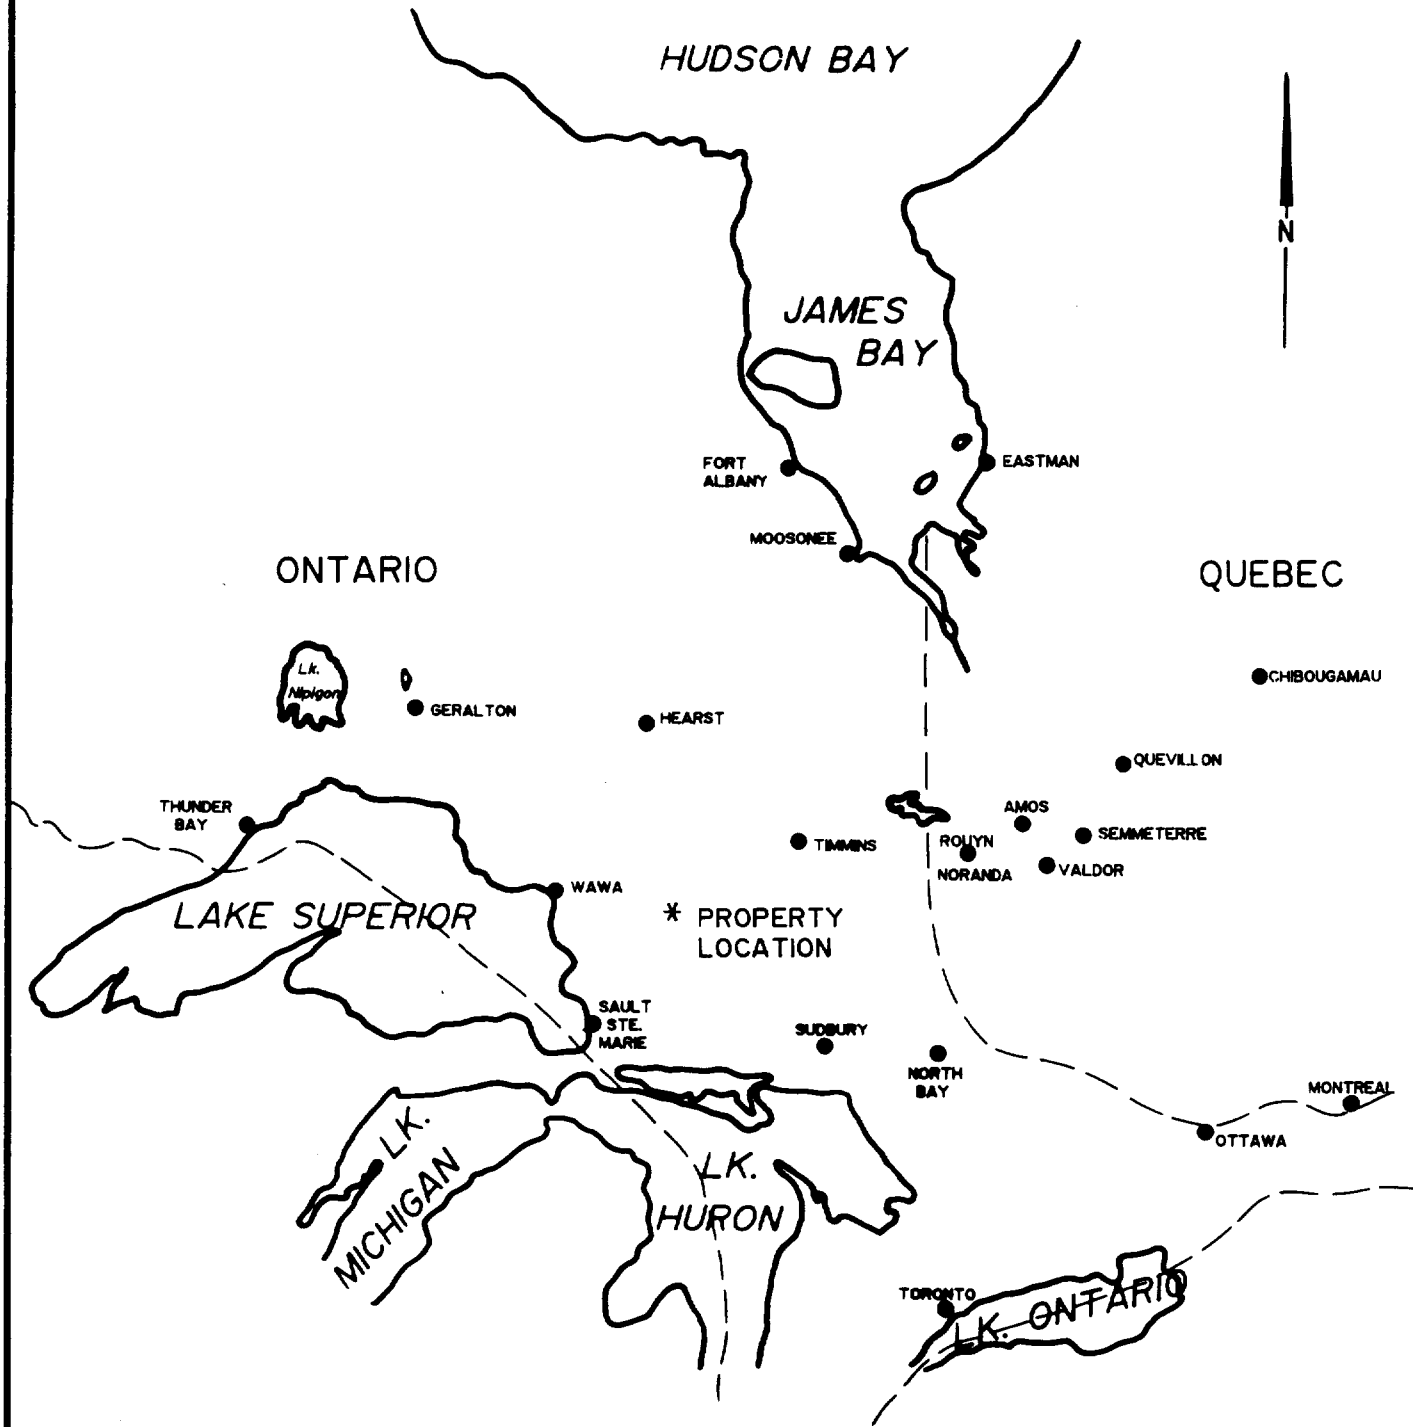 HUDSON BAY
N
JAMES
BAY
FORT
ALBANY
EASTMAN
MOOSONEE
ONTARIO
QUEBEC
Lk.
Nipigon
GERALTON
HEARST
CHIBOUGAMAU
QUEVILLON
THUNDER
BAY
TIMMINS
AMOS
ROUYN
NORANDA
SEMMETERRE
VALDOR
WAWA
LAKE SUPERIOR
* PROPERTY
LOCATION
SAULT
STE.
MARIE
SUDBURY
NORTH
BAY
MONTREAL
OTTAWA
LK.
MICHIGAN
LK.
HURON
TORONTO
LK. ONTARIO